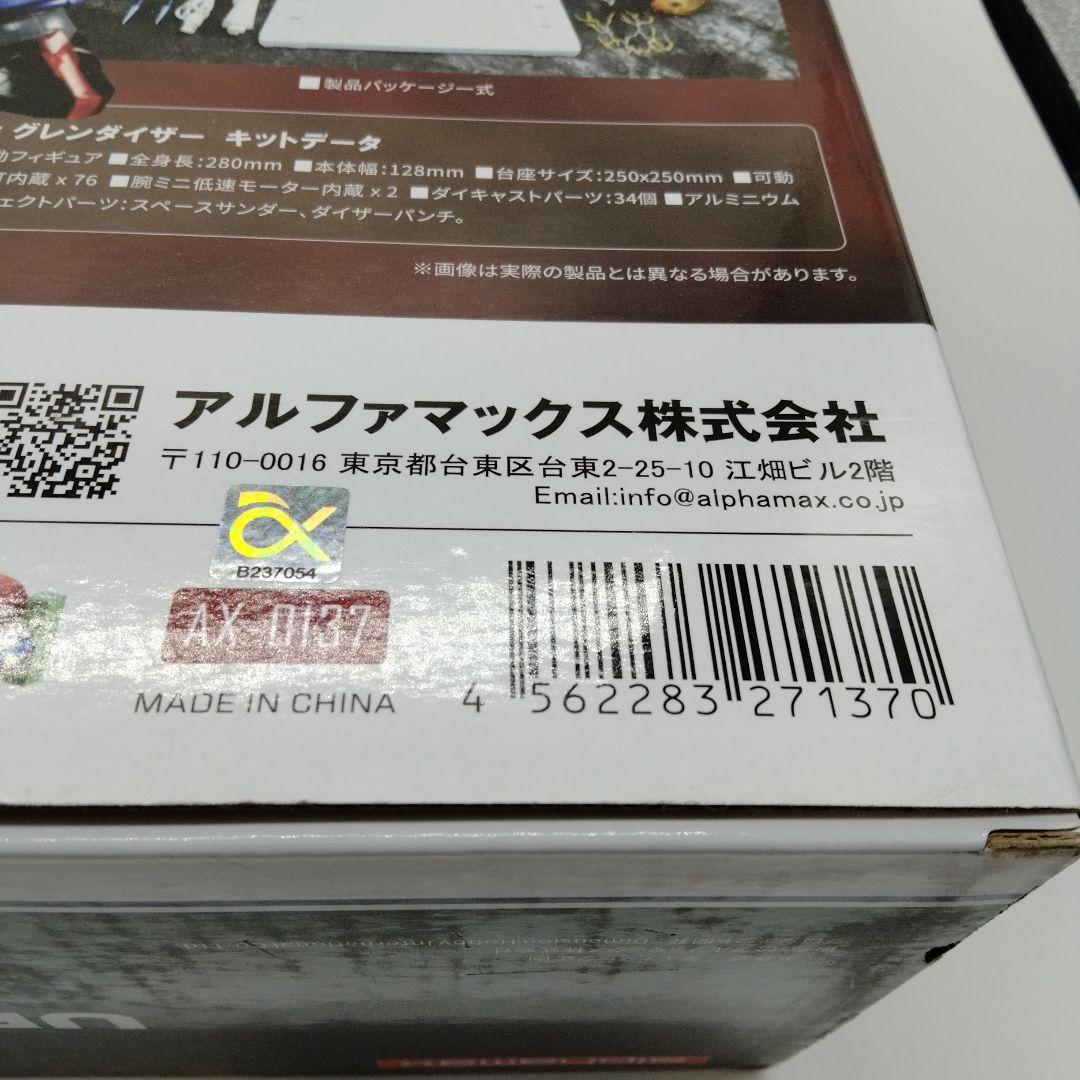 ■製品パッケージ一式
グレンダイザー キットデータ
動フィギュア ■全身長:280mm ■本体幅:128mm ■台座サイズ:250x250mm ■可動
灯内蔵 x 76 ■腕ミニ低速モーター内蔵 x 2 ■ダイキャストパーツ:34個 ■アルミニウム
ェクトパーツ:スペースサンダー、ダイザーパンチ。
※画像は実際の製品とは異なる場合があります。
アルファマックス株式会社
〒110-0016 東京都台東区台東2-25-10 江畑ビル2階
Email:info@alphamax.co.jp
B237054
AX-0137
MADE IN CHINA
4 562283 271370